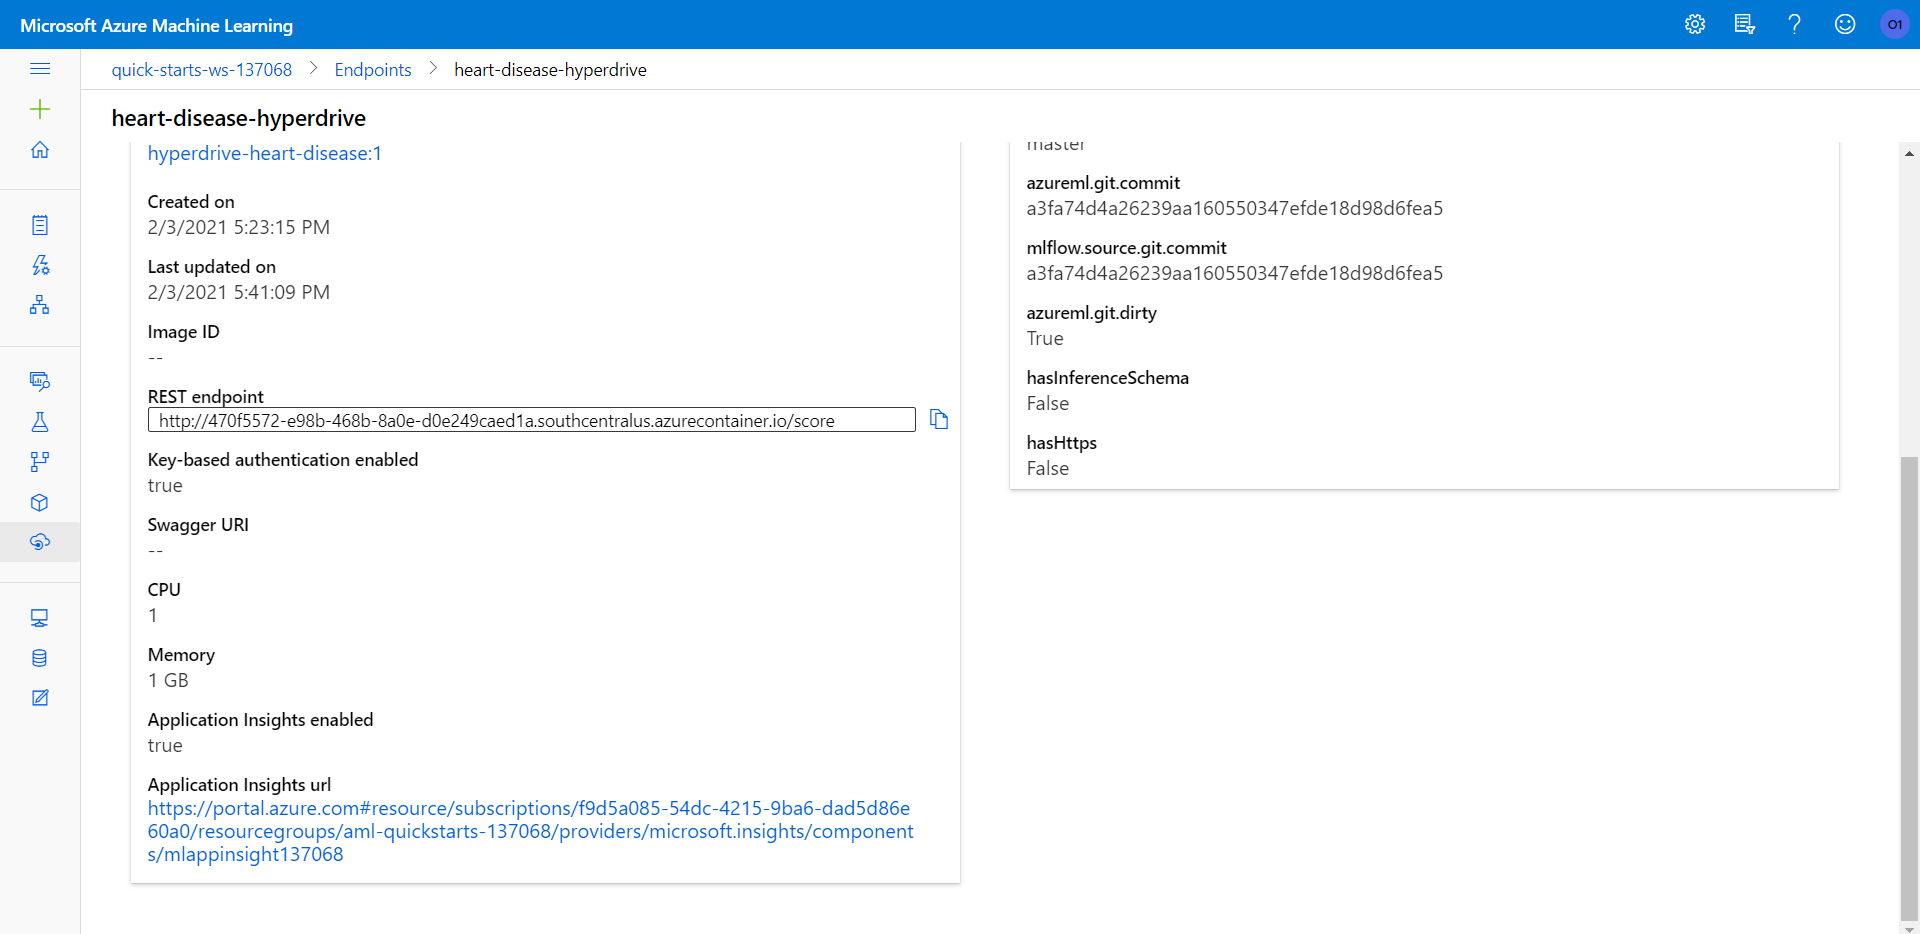 Microsoft Azure Machine Learning
O1
quick-starts-ws-137068 > Endpoints > heart-disease-hyperdrive
heart-disease-hyperdrive
hyperdrive-heart-disease:1
Created on
2/3/2021 5:23:15 PM
Last updated on
2/3/2021 5:41:09 PM
Image ID
--
REST endpoint
http://470f5572-e98b-468b-8a0e-d0e249caed1a.southcentralus.azurecontainer.io/score
Key-based authentication enabled
true
Swagger URI
--
CPU
1
Memory
1 GB
Application Insights enabled
true
Application Insights url
https://portal.azure.com#resource/subscriptions/f9d5a085-54dc-4215-9ba6-dad5d86e
60a0/resourcegroups/aml-quickstarts-137068/providers/microsoft.insights/component
s/mlappinsight137068
master
azureml.git.commit
a3fa74d4a26239aa160550347efde18d98d6fea5
mlflow.source.git.commit
a3fa74d4a26239aa160550347efde18d98d6fea5
azureml.git.dirty
True
hasInferenceSchema
False
hasHttps
False